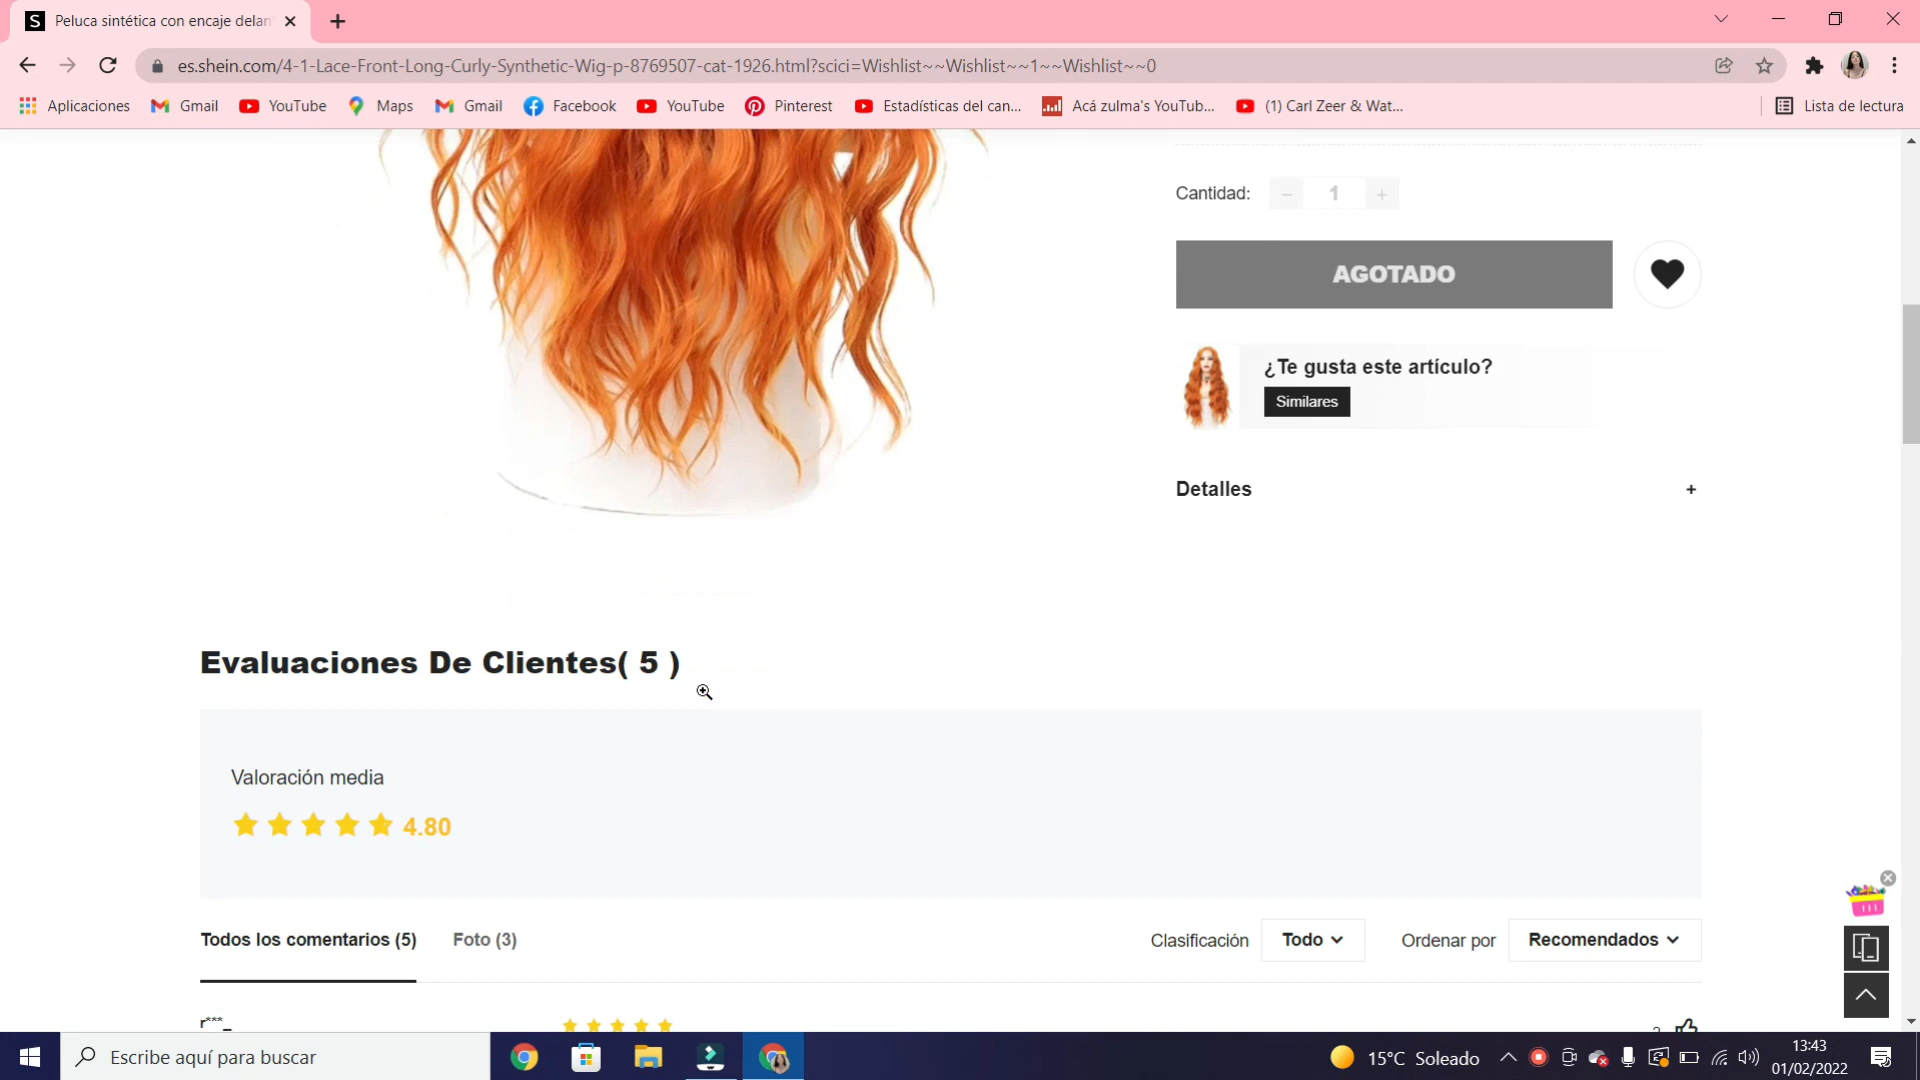 Peluca sintética con encaje delan
es.shein.com/4-1-Lace-Front-Long-Curly-Synthetic-Wig-p-8769507-cat-1926.html?scici=Wishlist~~Wishlist~~1~~Wishlist~~0
Aplicaciones Gmail YouTube Maps Gmail Facebook YouTube Pinterest Estadísticas del can... Acá zulma's YouTub... (1) Carl Zeer & Wat... Lista de lectura
Cantidad: − 1 +
AGOTADO
¿Te gusta este artículo?
Similares
Detalles +
Evaluaciones De Clientes( 5 )
Valoración media
4.80
Todos los comentarios (5) Foto (3) Clasificación Todo Ordenar por Recomendados
r***_
Escribe aquí para buscar
15°C Soleado
13:43
01/02/2022